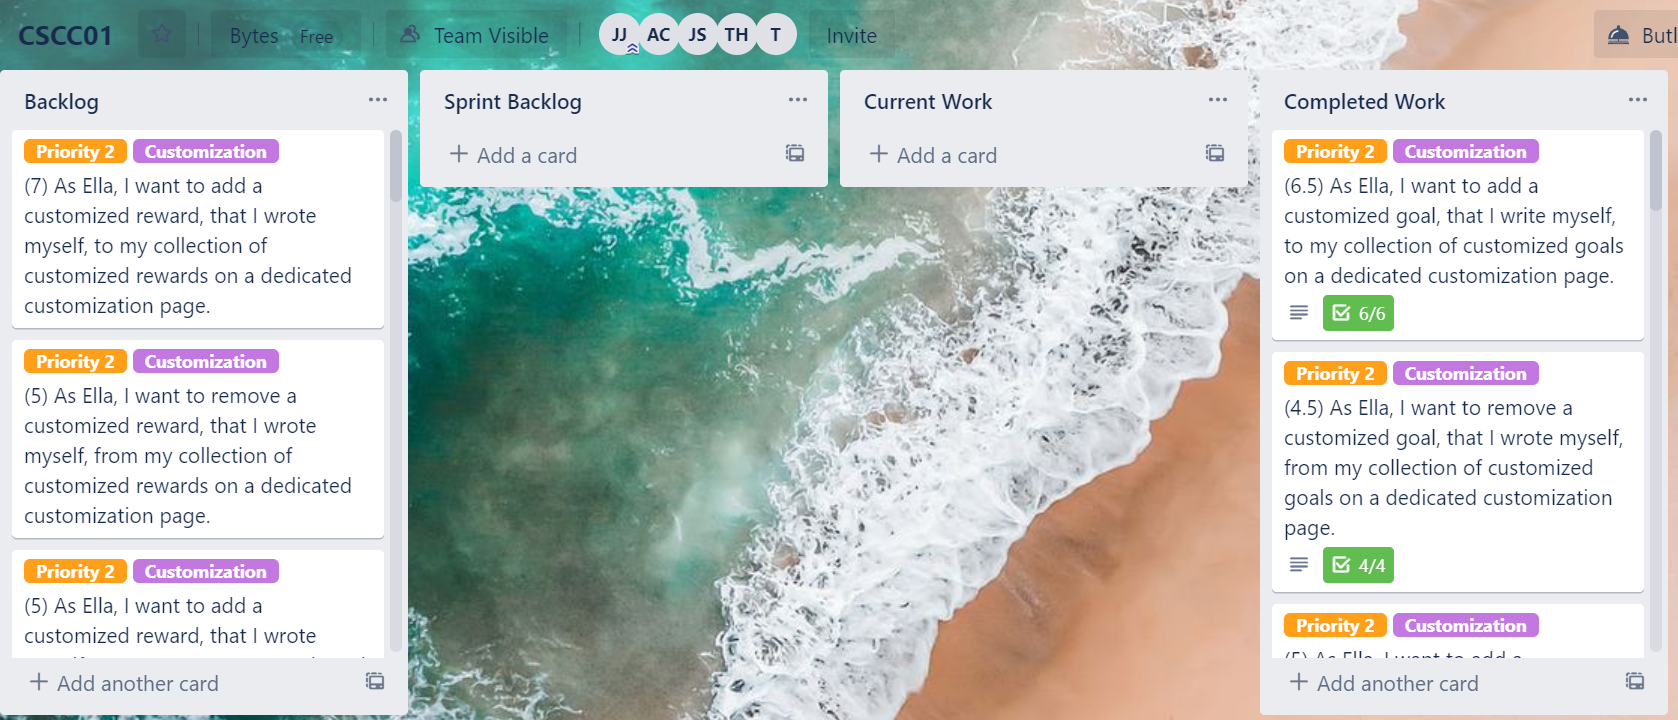 CSCC01
Bytes Free
Team Visible
JJ AC JS TH T
Invite
Backlog
Priority 2 Customization
(7) As Ella, I want to add a
customized reward, that I wrote
myself, to my collection of
customized rewards on a dedicated
customization page.
Priority 2 Customization
(5) As Ella, I want to remove a
customized reward, that I wrote
myself, from my collection of
customized rewards on a dedicated
customization page.
Priority 2 Customization
(5) As Ella, I want to add a
customized reward, that I wrote
+ Add another card
Sprint Backlog
+ Add a card
Current Work
+ Add a card
Completed Work
Priority 2 Customization
(6.5) As Ella, I want to add a
customized goal, that I write myself,
to my collection of customized goals
on a dedicated customization page.
6/6
Priority 2 Customization
(4.5) As Ella, I want to remove a
customized goal, that I wrote myself,
from my collection of customized
goals on a dedicated customization
page.
4/4
Priority 2 Customization
(5) As Ella, I want to add a
+ Add another card